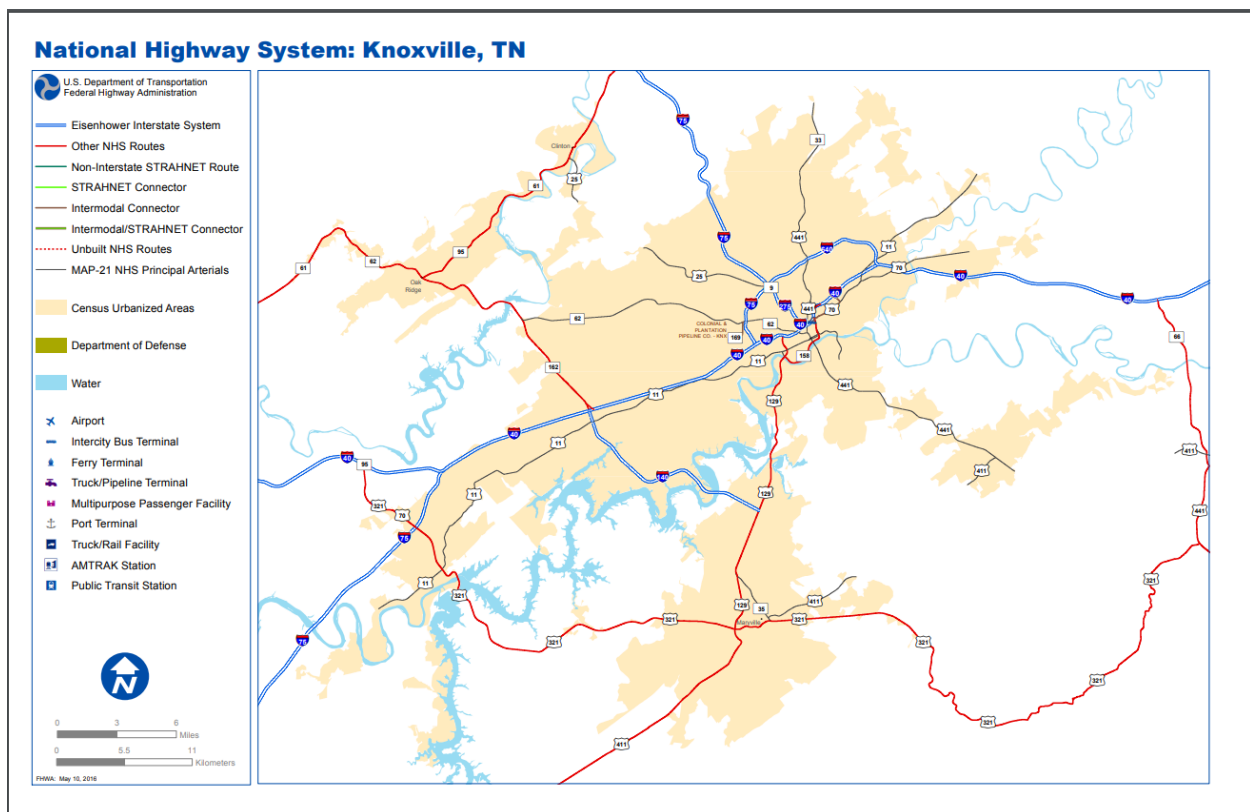 National Highway System: Knoxville, TN
U.S. Department of Transportation
Federal Highway Administration
Eisenhower Interstate System
Other NHS Routes
Non-Interstate STRAHNET Route
STRAHNET Connector
Intermodal Connector
Intermodal/STRAHNET Connector
Unbuilt NHS Routes
MAP-21 NHS Principal Arterials
Census Urbanized Areas
Department of Defense
Water
Airport
Intercity Bus Terminal
Ferry Terminal
Truck/Pipeline Terminal
Multipurpose Passenger Facility
Port Terminal
Truck/Rail Facility
AMTRAK Station
Public Transit Station
N
0 3 6
Miles
0 5.5 11
Kilometers
FHWA: May 10, 2016
75
33
Clinton
25
61
75
441
640
11
95
62
61
70
40
25
9
Oak
Ridge
40
40
75
275
441
70
62
62
40
COLONIAL &
PLANTATION
PIPELINE CO. - KNX
169
40
66
40
11
158
162
441
11
129
40
11
441
411
40
95
140
411
11
129
321
70
441
75
321
11
321
129
35
411
Maryville
321
321
75
321
321
321
321
411